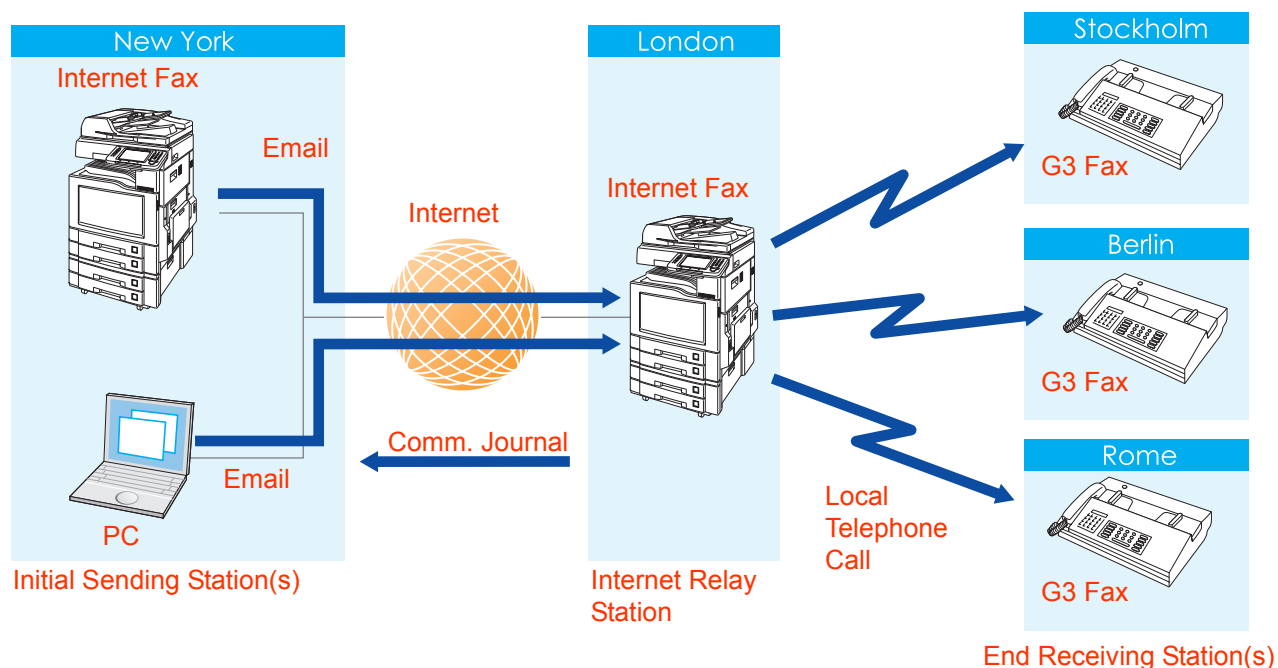 New York
Internet Fax
Email
Email
PC
Initial Sending Station(s)
Internet
Comm. Journal
London
Internet Fax
Internet Relay
Station
Local
Telephone
Call
Stockholm
G3 Fax
Berlin
G3 Fax
Rome
G3 Fax
End Receiving Station(s)